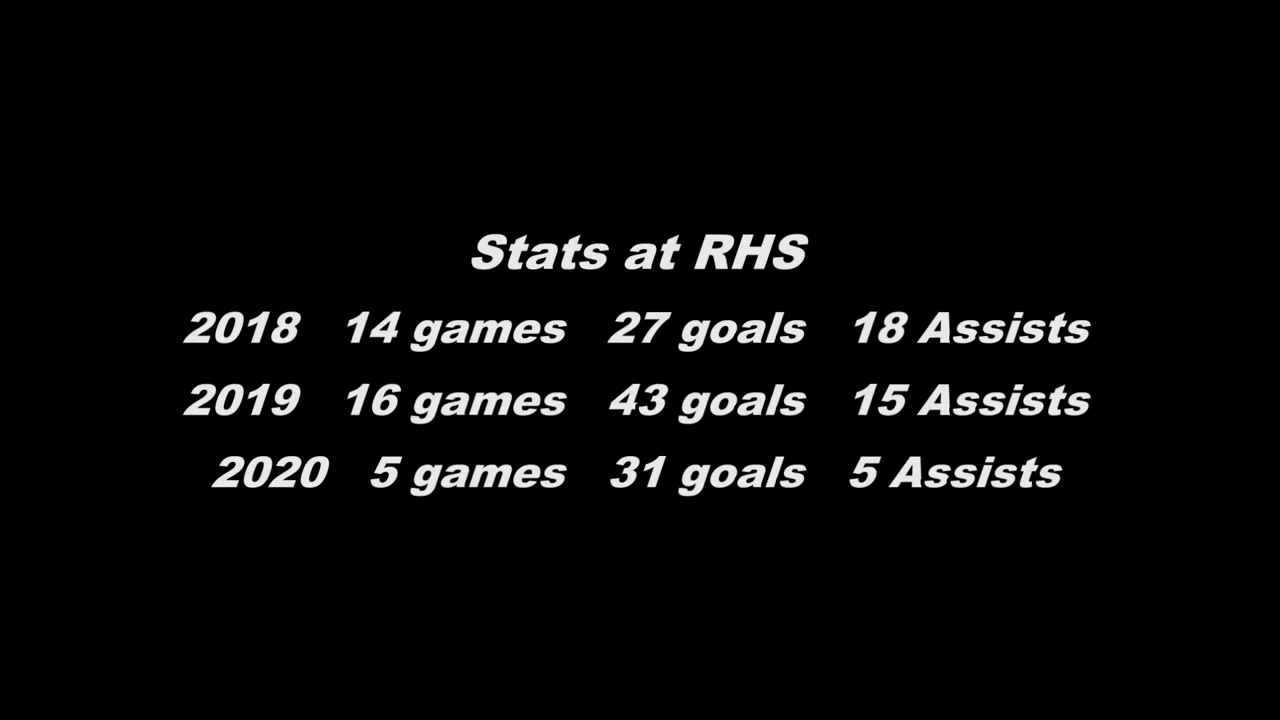 Stats at RHS
2018 14 games 27 goals 18 Assists
2019 16 games 43 goals 15 Assists
2020 5 games 31 goals 5 Assists